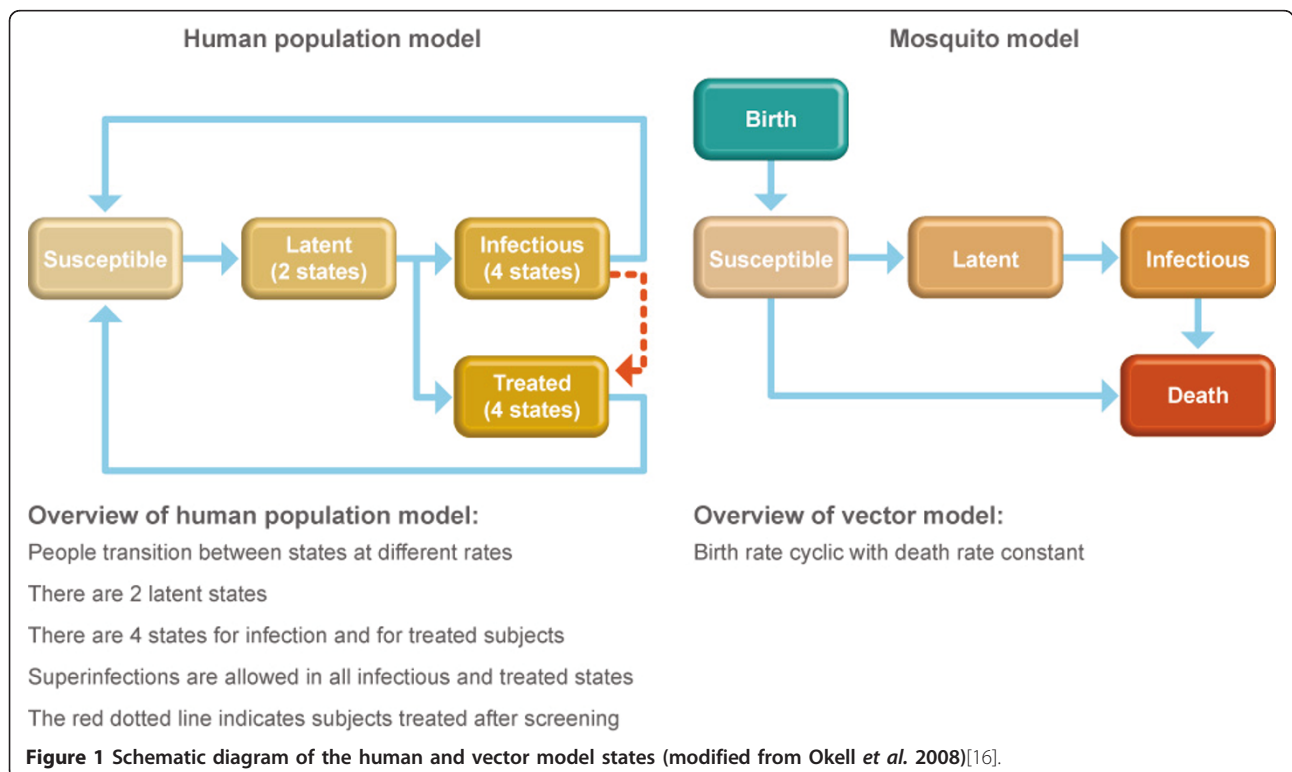 Human population model
Susceptible
Latent
(2 states)
Infectious
(4 states)
Treated
(4 states)
Overview of human population model:
People transition between states at different rates
There are 2 latent states
There are 4 states for infection and for treated subjects
Superinfections are allowed in all infectious and treated states
The red dotted line indicates subjects treated after screening
Mosquito model
Birth
Susceptible
Latent
Infectious
Death
Overview of vector model:
Birth rate cyclic with death rate constant
Figure 1 Schematic diagram of the human and vector model states (modified from Okell et al. 2008)[16].